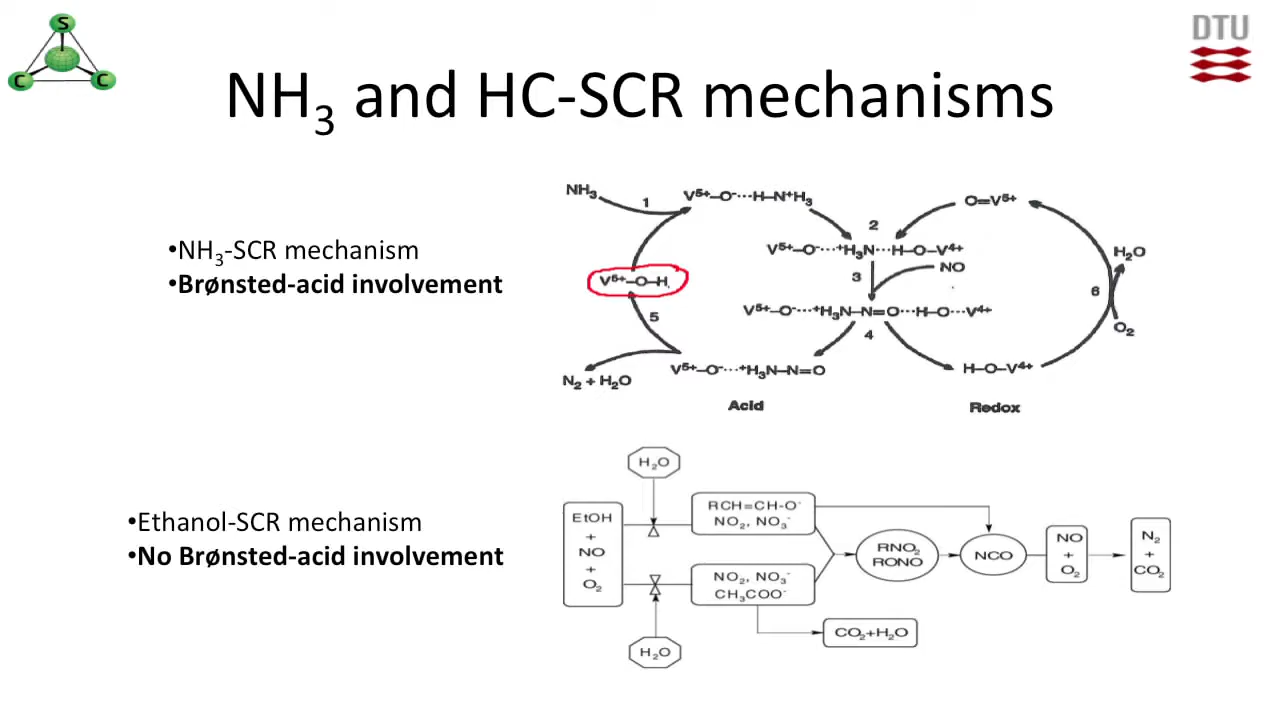 S
C
C
DTU
NH3 and HC-SCR mechanisms
•NH3-SCR mechanism
•Brønsted-acid involvement
NH3
1
V5+–O-···H–N+H3
2
O=V5+
V5+–O-···+H3N···H–O–V4+
H2O
V5+–O–H
3
NO
6
5
V5+–O-···+H3N–N=O···H–O···V4+
4
O2
N2 + H2O
V5+–O-···+H3N–N=O
H–O–V4+
Acid
Redox
•Ethanol-SCR mechanism
•No Brønsted-acid involvement
H2O
EtOH
+
NO
+
O2
RCH=CH-O-
NO2, NO3-
NO2, NO3-
CH3COO-
RNO2
RONO
NCO
NO
+
O2
N2
+
CO2
CO2+H2O
H2O